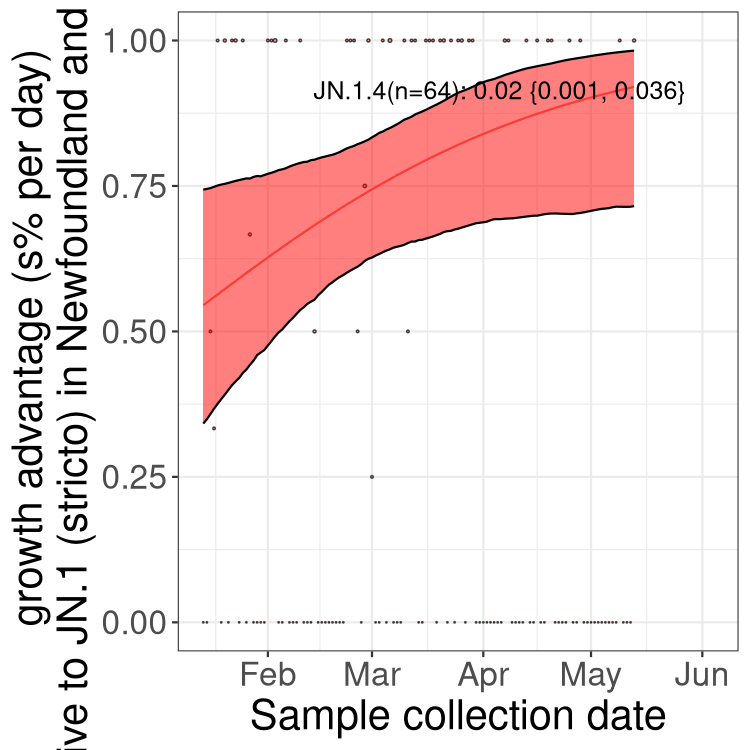 growth advantage (s% per day)
ive to JN.1 (stricto) in Newfoundland and
1.00
0.75
0.50
0.25
0.00
JN.1.4(n=64): 0.02 {0.001, 0.036}
Feb Mar Apr May Jun
Sample collection date